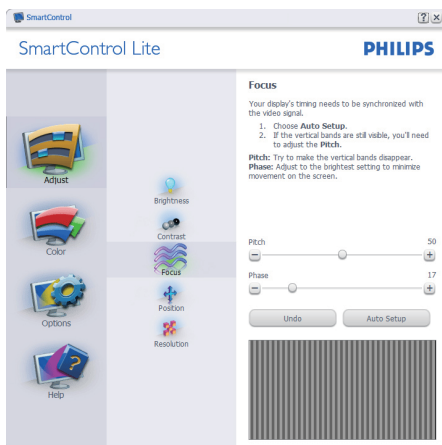 SmartControl
SmartControl Lite
PHILIPS
Adjust
Color
Options
Help
Brightness
Contrast
Focus
Position
Resolution
Focus
Your display's timing needs to be synchronized with
the video signal.
1. Choose Auto Setup.
2. If the vertical bands are still visible, you'll need
to adjust the Pitch.
Pitch: Try to make the vertical bands disappear.
Phase: Adjust to the brightest setting to minimize
movement on the screen.
Pitch 50
Phase 17
Undo Auto Setup